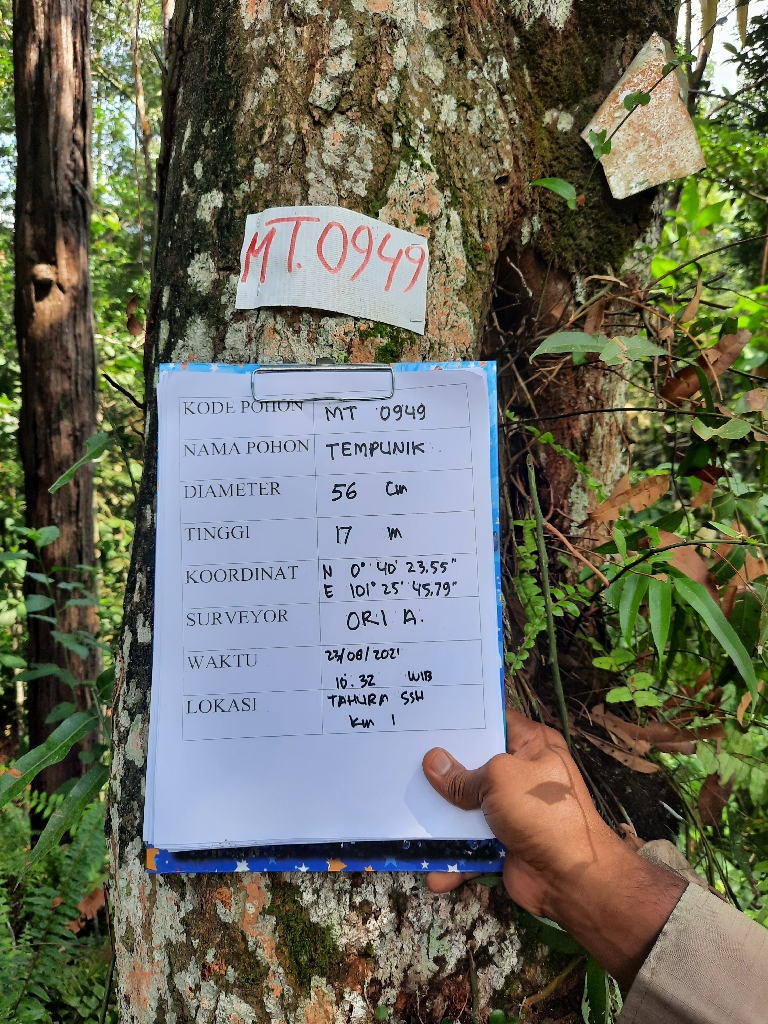 MT. 0949
KODE POHON MT 0949
NAMA POHON TEMPUNIK
DIAMETER 56 Cm
TINGGI 17 m
KOORDINAT N 0° 40' 23.55"
E 101° 25' 45.79"
SURVEYOR ORI A.
WAKTU 23/08/2021
10.32 WIB
LOKASI TAHURA SSH
Km 1